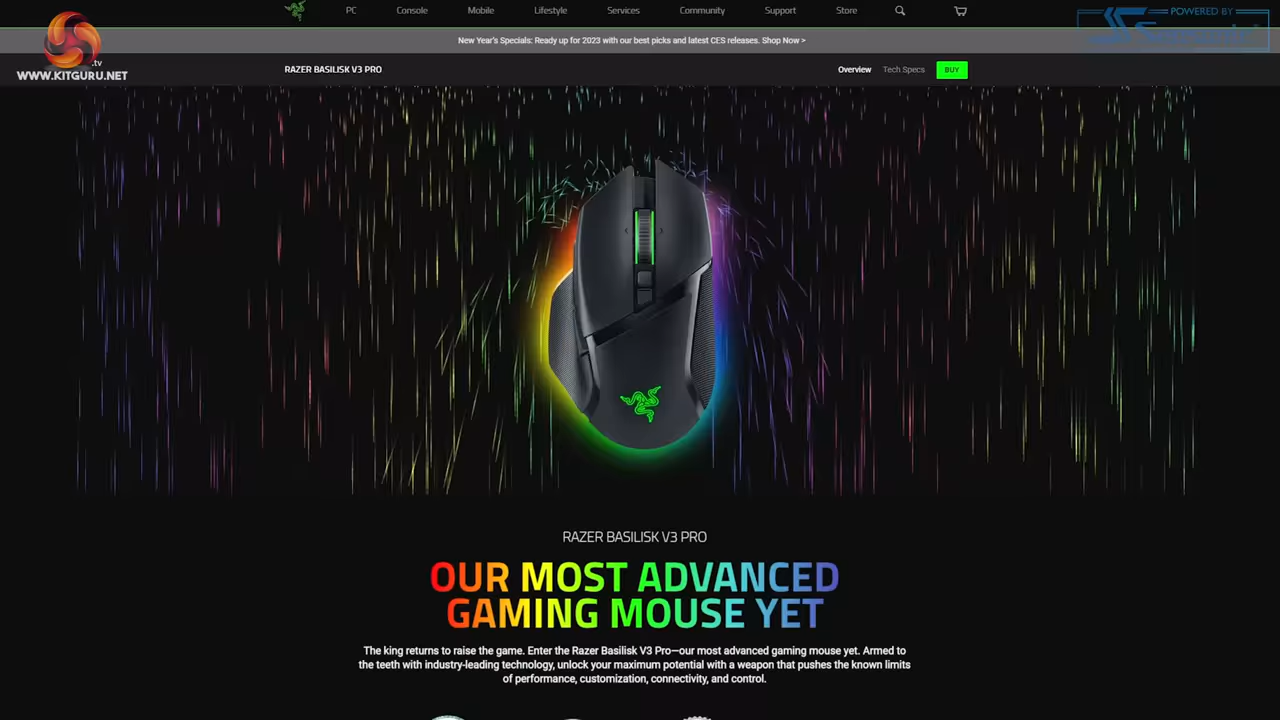 PC Console Mobile Lifestyle Services Community Support Store
POWERED BY
.tv
WWW.KITGURU.NET
New Year's Specials: Ready up for 2023 with our best picks and latest CES releases. Shop Now >
RAZER BASILISK V3 PRO
Overview Tech Specs BUY
RAZER BASILISK V3 PRO
OUR MOST ADVANCED
GAMING MOUSE YET
The king returns to raise the game. Enter the Razer Basilisk V3 Pro—our most advanced gaming mouse yet. Armed to
the teeth with industry-leading technology, unlock your maximum potential with a weapon that pushes the known limits
of performance, customization, connectivity, and control.